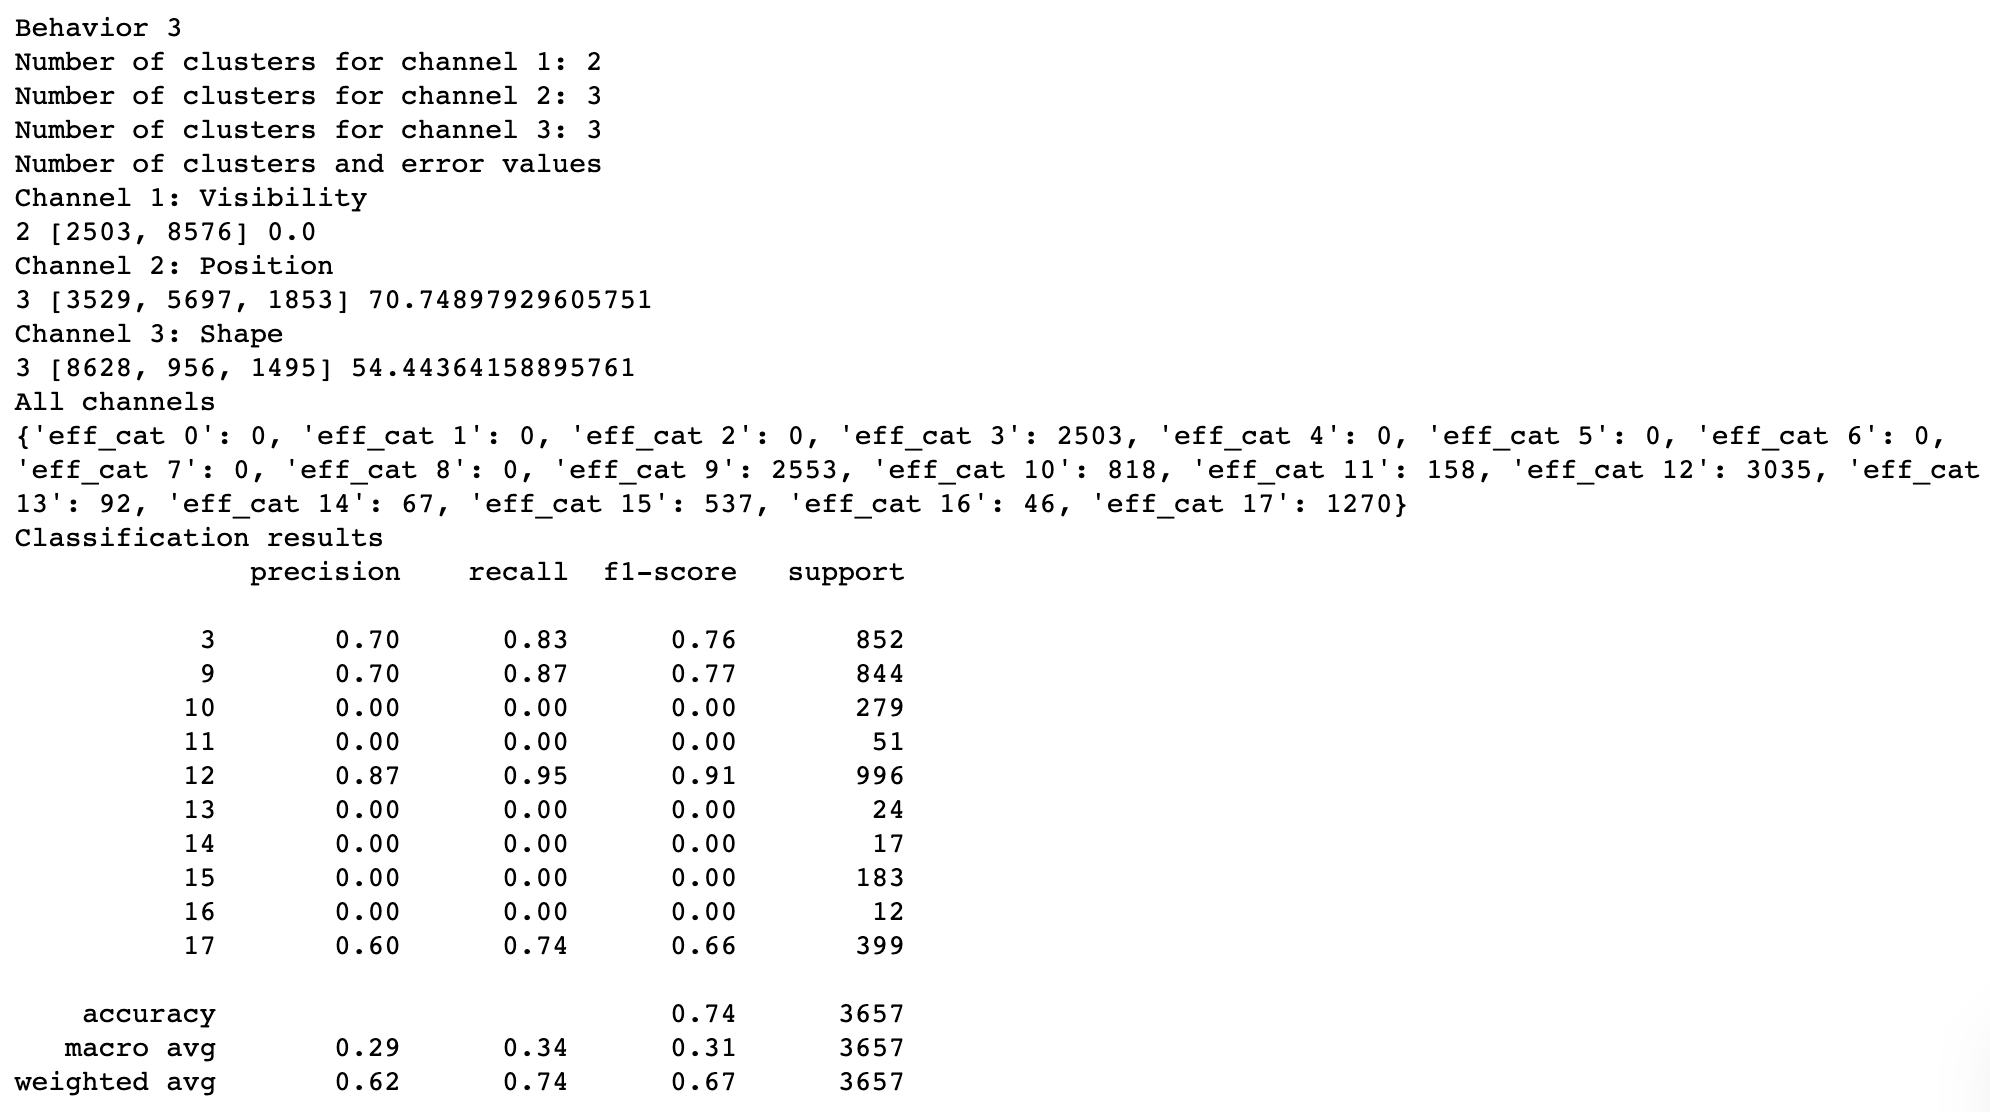 Behavior 3
Number of clusters for channel 1: 2
Number of clusters for channel 2: 3
Number of clusters for channel 3: 3
Number of clusters and error values
Channel 1: Visibility
2 [2503, 8576] 0.0
Channel 2: Position
3 [3529, 5697, 1853] 70.74897929605751
Channel 3: Shape
3 [8628, 956, 1495] 54.44364158895761
All channels
{'eff_cat 0': 0, 'eff_cat 1': 0, 'eff_cat 2': 0, 'eff_cat 3': 2503, 'eff_cat 4': 0, 'eff_cat 5': 0, 'eff_cat 6': 0,
'eff_cat 7': 0, 'eff_cat 8': 0, 'eff_cat 9': 2553, 'eff_cat 10': 818, 'eff_cat 11': 158, 'eff_cat 12': 3035, 'eff_cat
13': 92, 'eff_cat 14': 67, 'eff_cat 15': 537, 'eff_cat 16': 46, 'eff_cat 17': 1270}
Classification results
precision recall f1-score support
3 0.70 0.83 0.76 852
9 0.70 0.87 0.77 844
10 0.00 0.00 0.00 279
11 0.00 0.00 0.00 51
12 0.87 0.95 0.91 996
13 0.00 0.00 0.00 24
14 0.00 0.00 0.00 17
15 0.00 0.00 0.00 183
16 0.00 0.00 0.00 12
17 0.60 0.74 0.66 399
accuracy 0.74 3657
macro avg 0.29 0.34 0.31 3657
weighted avg 0.62 0.74 0.67 3657